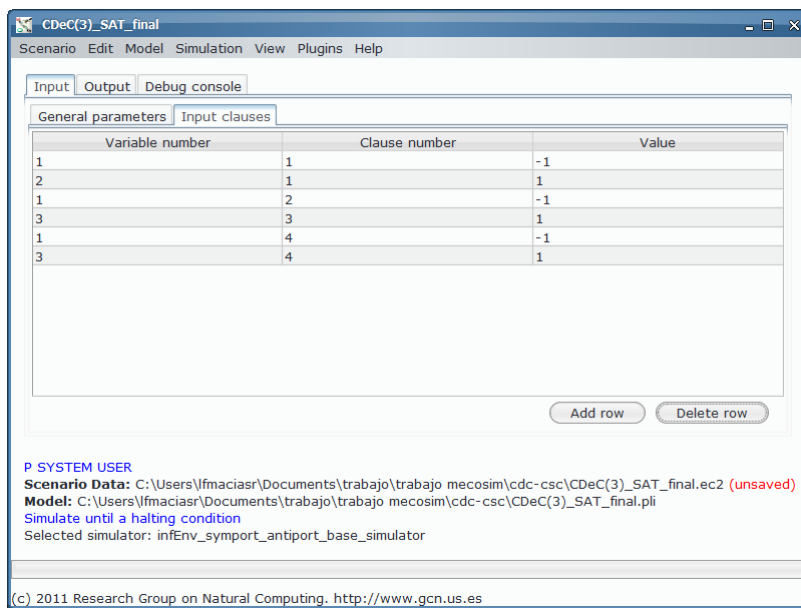 CDeC(3)_SAT_final
Scenario Edit Model Simulation View Plugins Help
Input Output Debug console
General parameters Input clauses
Variable number Clause number Value
1 1 -1
2 1 1
1 2 -1
3 3 1
1 4 -1
3 4 1
Add row Delete row
P SYSTEM USER
Scenario Data: C:\Users\lfmaciasr\Documents\trabajo\trabajo mecosim\cdc-csc\CDeC(3)_SAT_final.ec2 (unsaved)
Model: C:\Users\lfmaciasr\Documents\trabajo\trabajo mecosim\cdc-csc\CDeC(3)_SAT_final.pli
Simulate until a halting condition
Selected simulator: infEnv_symport_antiport_base_simulator
(c) 2011 Research Group on Natural Computing. http://www.gcn.us.es